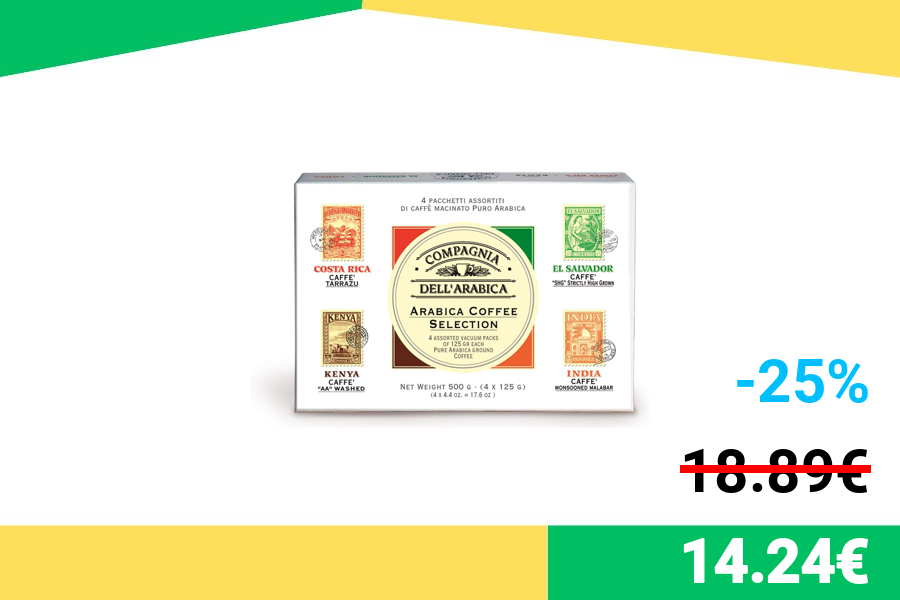 4 PACCHETTI ASSORTITI
DI CAFFÈ MACINATO PURO ARABICA
COSTA RICA
CAFFE'
TARRAZU
EL SALVADOR
EL SALVADOR
CAFFE'
"SHG" STRICTLY HIGH GROWN
COMPAGNIA
DELL'ARABICA
ARABICA COFFEE
SELECTION
4 ASSORTED VACUUM PACKS
OF 125 GR EACH
PURE ARABICA GROUND
COFFEE
KENYA
KENYA
CAFFE'
"AA" WASHED
INDIA
INDIA
CAFFE'
MONSOONED MALABAR
NET WEIGHT 500 G - (4 X 125 G)
(4 X 4.4 OZ. = 17.6 OZ )
-25%
18.89€
14.24€